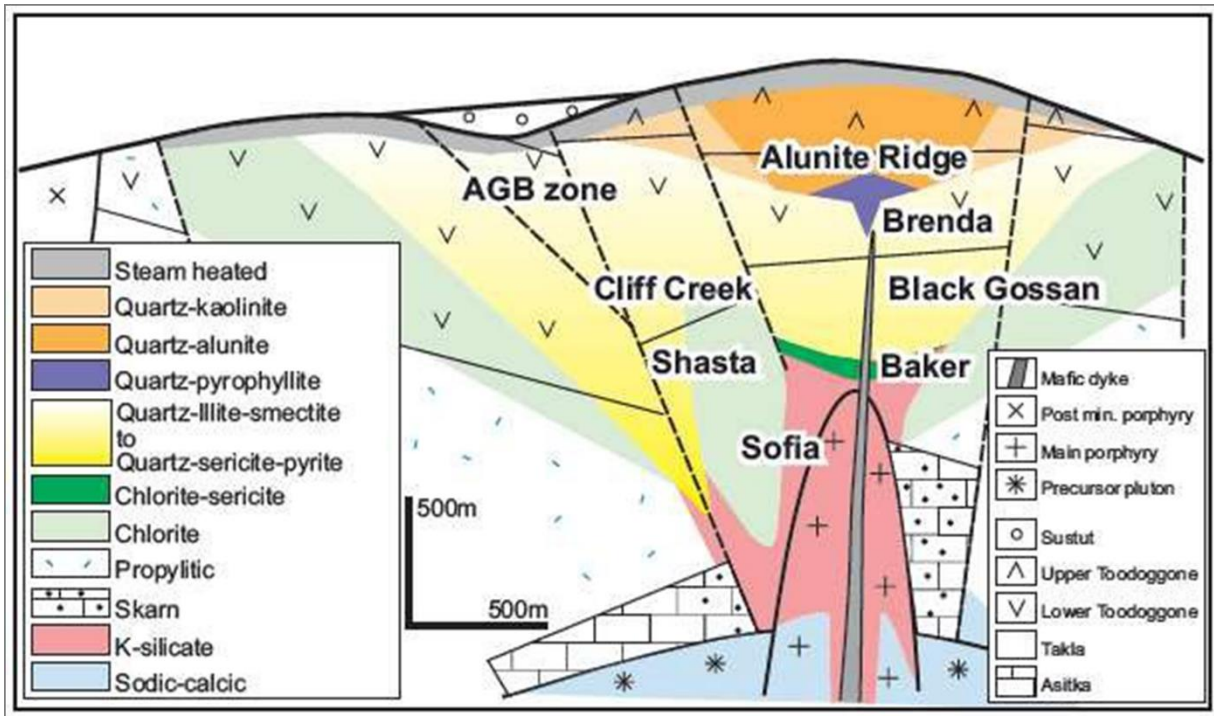 Alunite Ridge
AGB zone
Brenda
Cliff Creek
Black Gossan
Shasta
Baker
Sofia
500m
500m
Steam heated
Quartz-kaolinite
Quartz-alunite
Quartz-pyrophyllite
Quartz-Illite-smectite
to
Quartz-sericite-pyrite
Chlorite-sericite
Chlorite
Propylitic
Skarn
K-silicate
Sodic-calcic
Mafic dyke
Post min. porphyry
Main porphyry
Precursor pluton
Sustut
Upper Toodoggone
Lower Toodoggone
Takla
Asitka